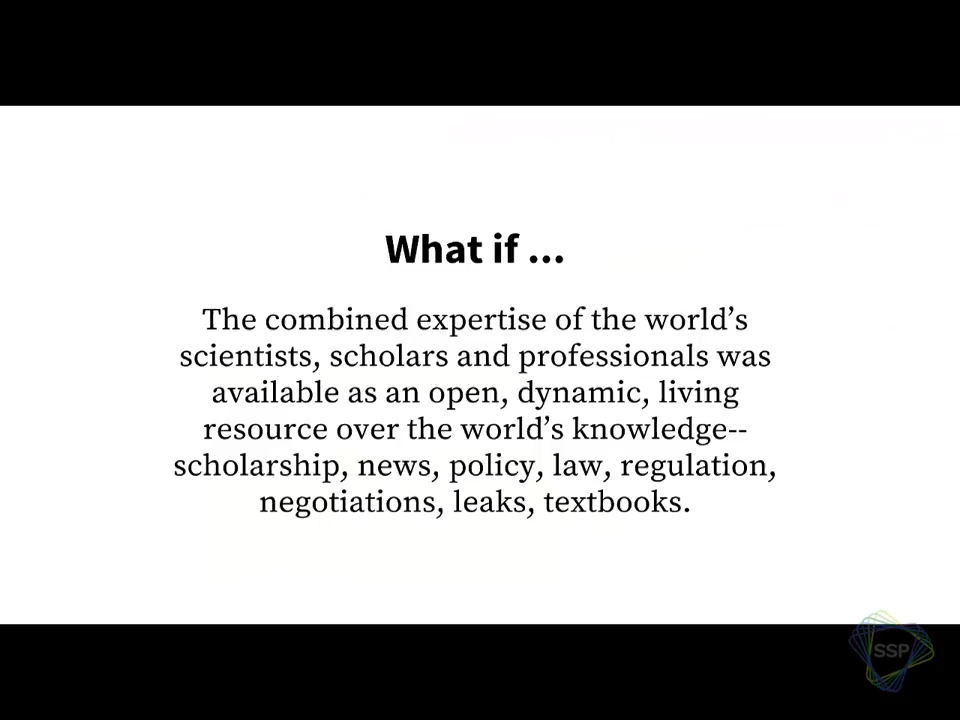 What if ...
The combined expertise of the world’s
scientists, scholars and professionals was
available as an open, dynamic, living
resource over the world’s knowledge--
scholarship, news, policy, law, regulation,
negotiations, leaks, textbooks.
SSP